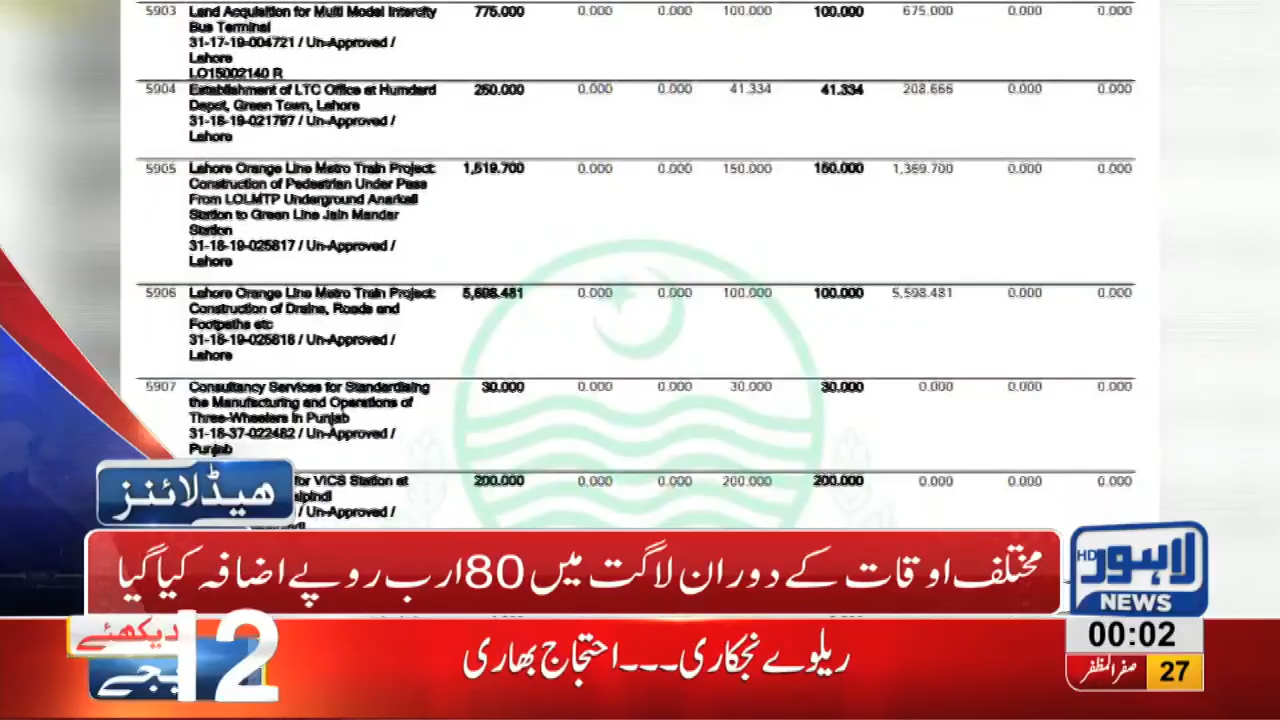 5903 Land Acquisition for Multi Model Intercity 775.000 0.000 0.000 100.000 100.000 675.000 0.000 0.000
Bus Terminal
31-17-19-004721 / Un-Approved /
Lahore
LO15002140 R
5904 Establishment of LTC Office at Humdard 250.000 0.000 0.000 41.334 41.334 208.666 0.000 0.000
Depot, Green Town, Lahore
31-18-19-021797 / Un-Approved /
Lahore
5905 Lahore Orange Line Metro Train Project: 1,519.700 0.000 0.000 150.000 150.000 1,369.700 0.000 0.000
Construction of Pedestrian Under Pass
From LOLMTP Underground Anarkali
Station to Green Line Jain Mandar
Station
31-18-19-025817 / Un-Approved /
Lahore
5906 Lahore Orange Line Metro Train Project: 5,698.481 0.000 0.000 100.000 100.000 5,598.481 0.000 0.000
Construction of Drains, Roads and
Footpaths etc
31-18-19-025818 / Un-Approved /
Lahore
5907 Consultancy Services for Standardising 30.000 0.000 0.000 30.000 30.000 0.000 0.000 0.000
the Manufacturing and Operations of
Three-Wheelers in Punjab
31-18-37-022482 / Un-Approved /
Punjab
for VICS Station at 200.000 0.000 0.000 200.000 200.000 0.000 0.000 0.000
/ Un-Approved /
ھیڈلائنز
مختلف اوقات کے دوران لاگت میں 80 ارب روپے اضافہ کیا گیا
لاہور HD
NEWS
00:02
27 صفر المظفر
دیکھئے
12 بجے
ریلوے نجکاری۔۔۔احتجاج بھاری